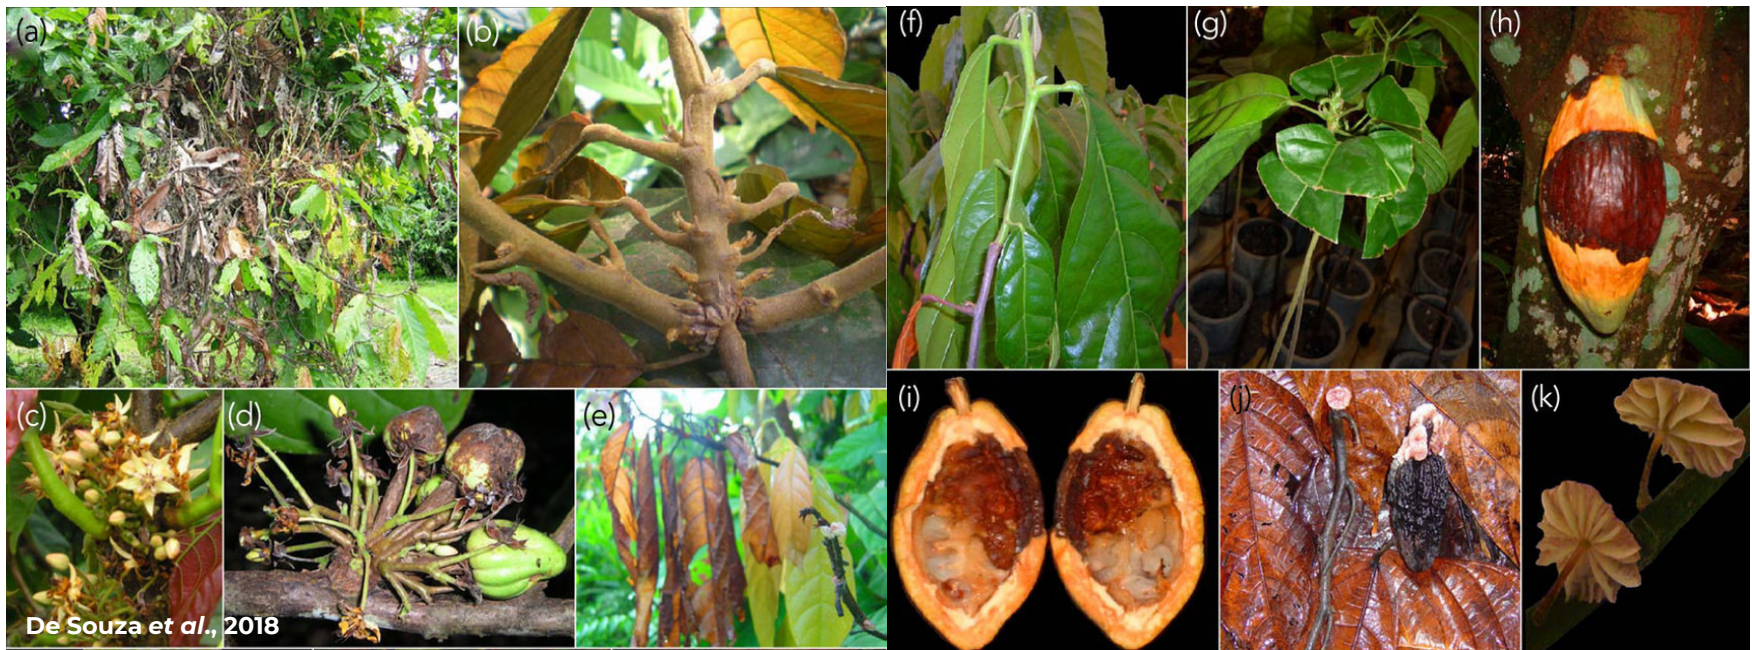 (a)
(b)
(f)
(g)
(h)
(c)
(d)
(e)
(i)
(j)
(k)
De Souza et al., 2018